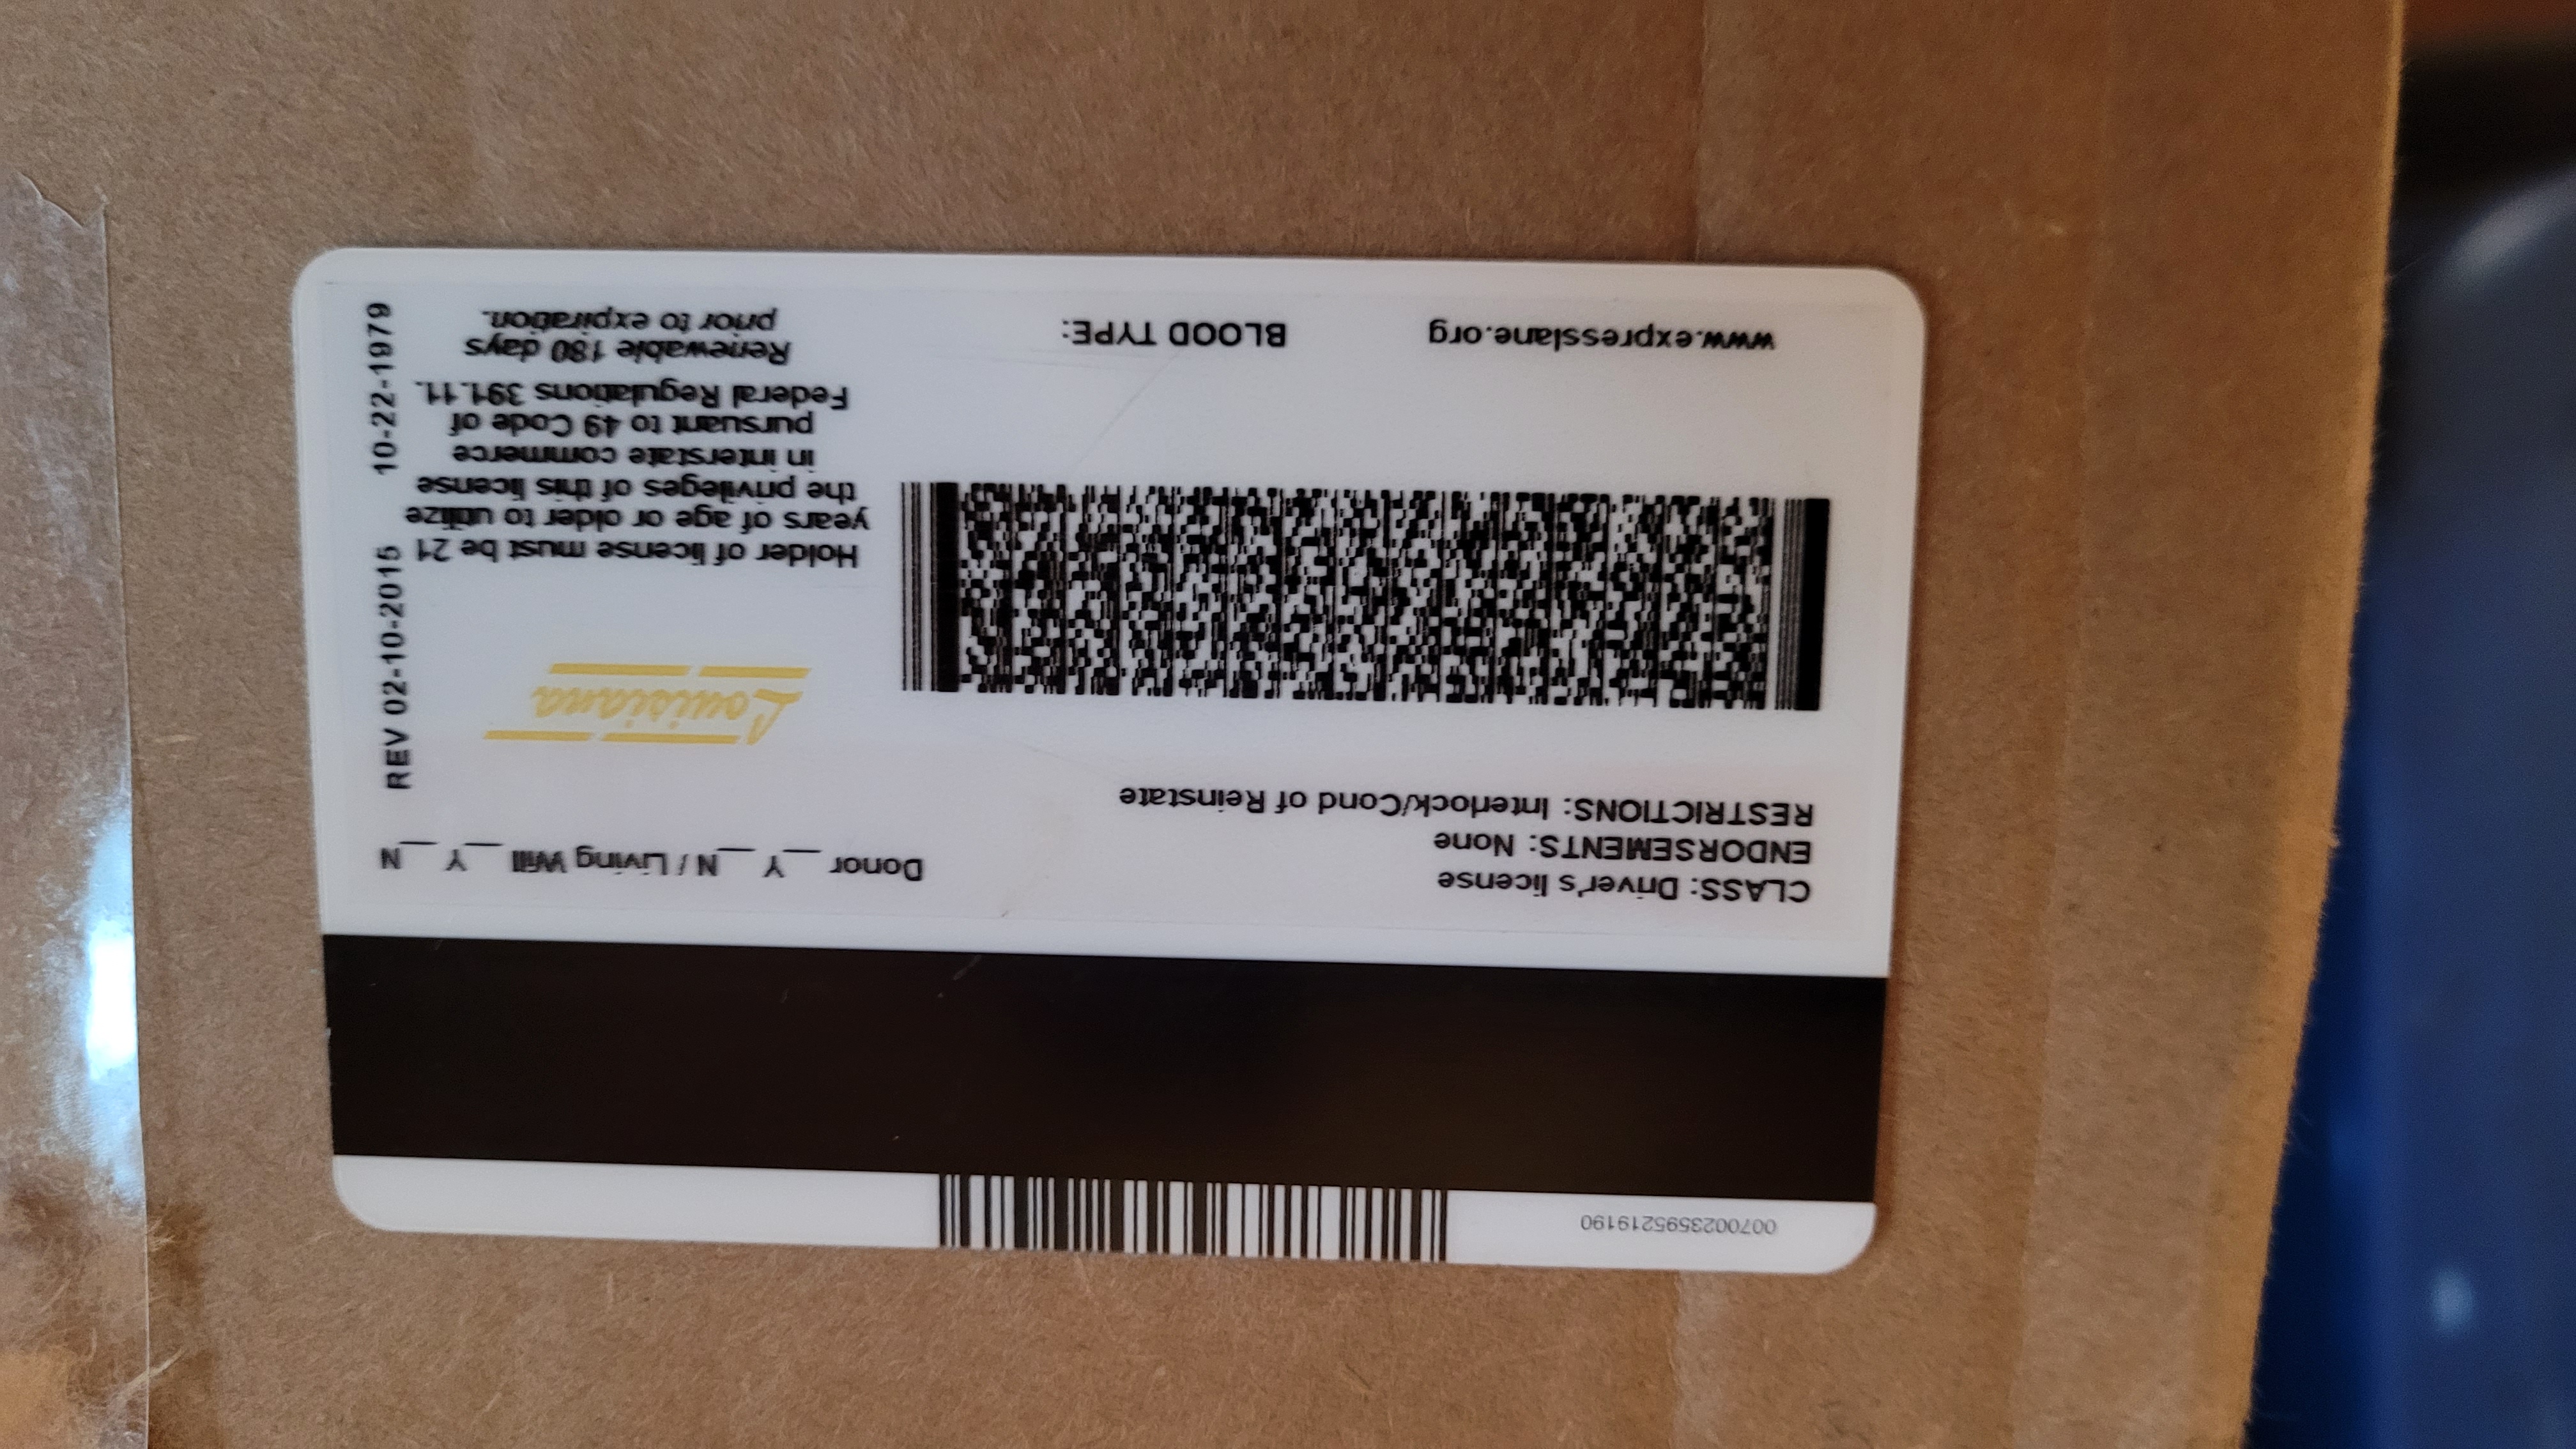 0070023595219190
CLASS: Driver's license
ENDORSEMENTS: None
RESTRICTIONS: Interlock/Cond of Reinstate
Donor __Y __N / Living Will __Y __N
Louisiana
REV 02-10-2015
10-22-1979
Holder of license must be 21
years of age or older to utilize
the privileges of this license
in interstate commerce
pursuant to 49 Code of
Federal Regulations 391.11.
Renewable 180 days
prior to expiration.
www.expresslane.org
BLOOD TYPE: